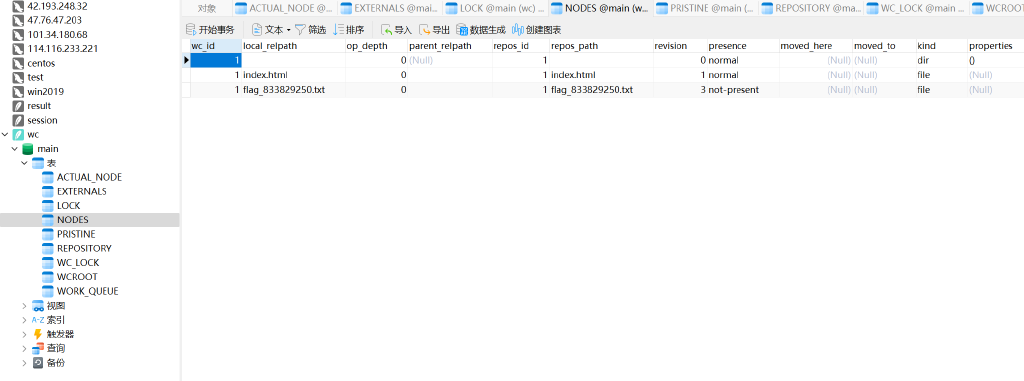 42.193.248.32
47.76.47.203
101.34.180.68
114.116.233.221
centos
test
win2019
result
session
wc
main
表
ACTUAL_NODE
EXTERNALS
LOCK
NODES
PRISTINE
REPOSITORY
WC_LOCK
WCROOT
WORK_QUEUE
视图
A-Z 索引
触发器
查询
备份
对象 ACTUAL_NODE @... EXTERNALS @mai... LOCK @main (wc) ... NODES @main (w... PRISTINE @main ... REPOSITORY @ma... WC_LOCK @main ... WCROOT
开始事务 文本 筛选 排序 导入 导出 数据生成 创建图表
wc_id local_relpath op_depth parent_relpath repos_id repos_path revision presence moved_here moved_to kind properties
1 0 (Null) 1 0 normal (Null) (Null) dir ()
1 index.html 0 1 index.html 1 normal (Null) (Null) file (Null)
1 flag_833829250.txt 0 1 flag_833829250.txt 3 not-present (Null) (Null) file (Null)